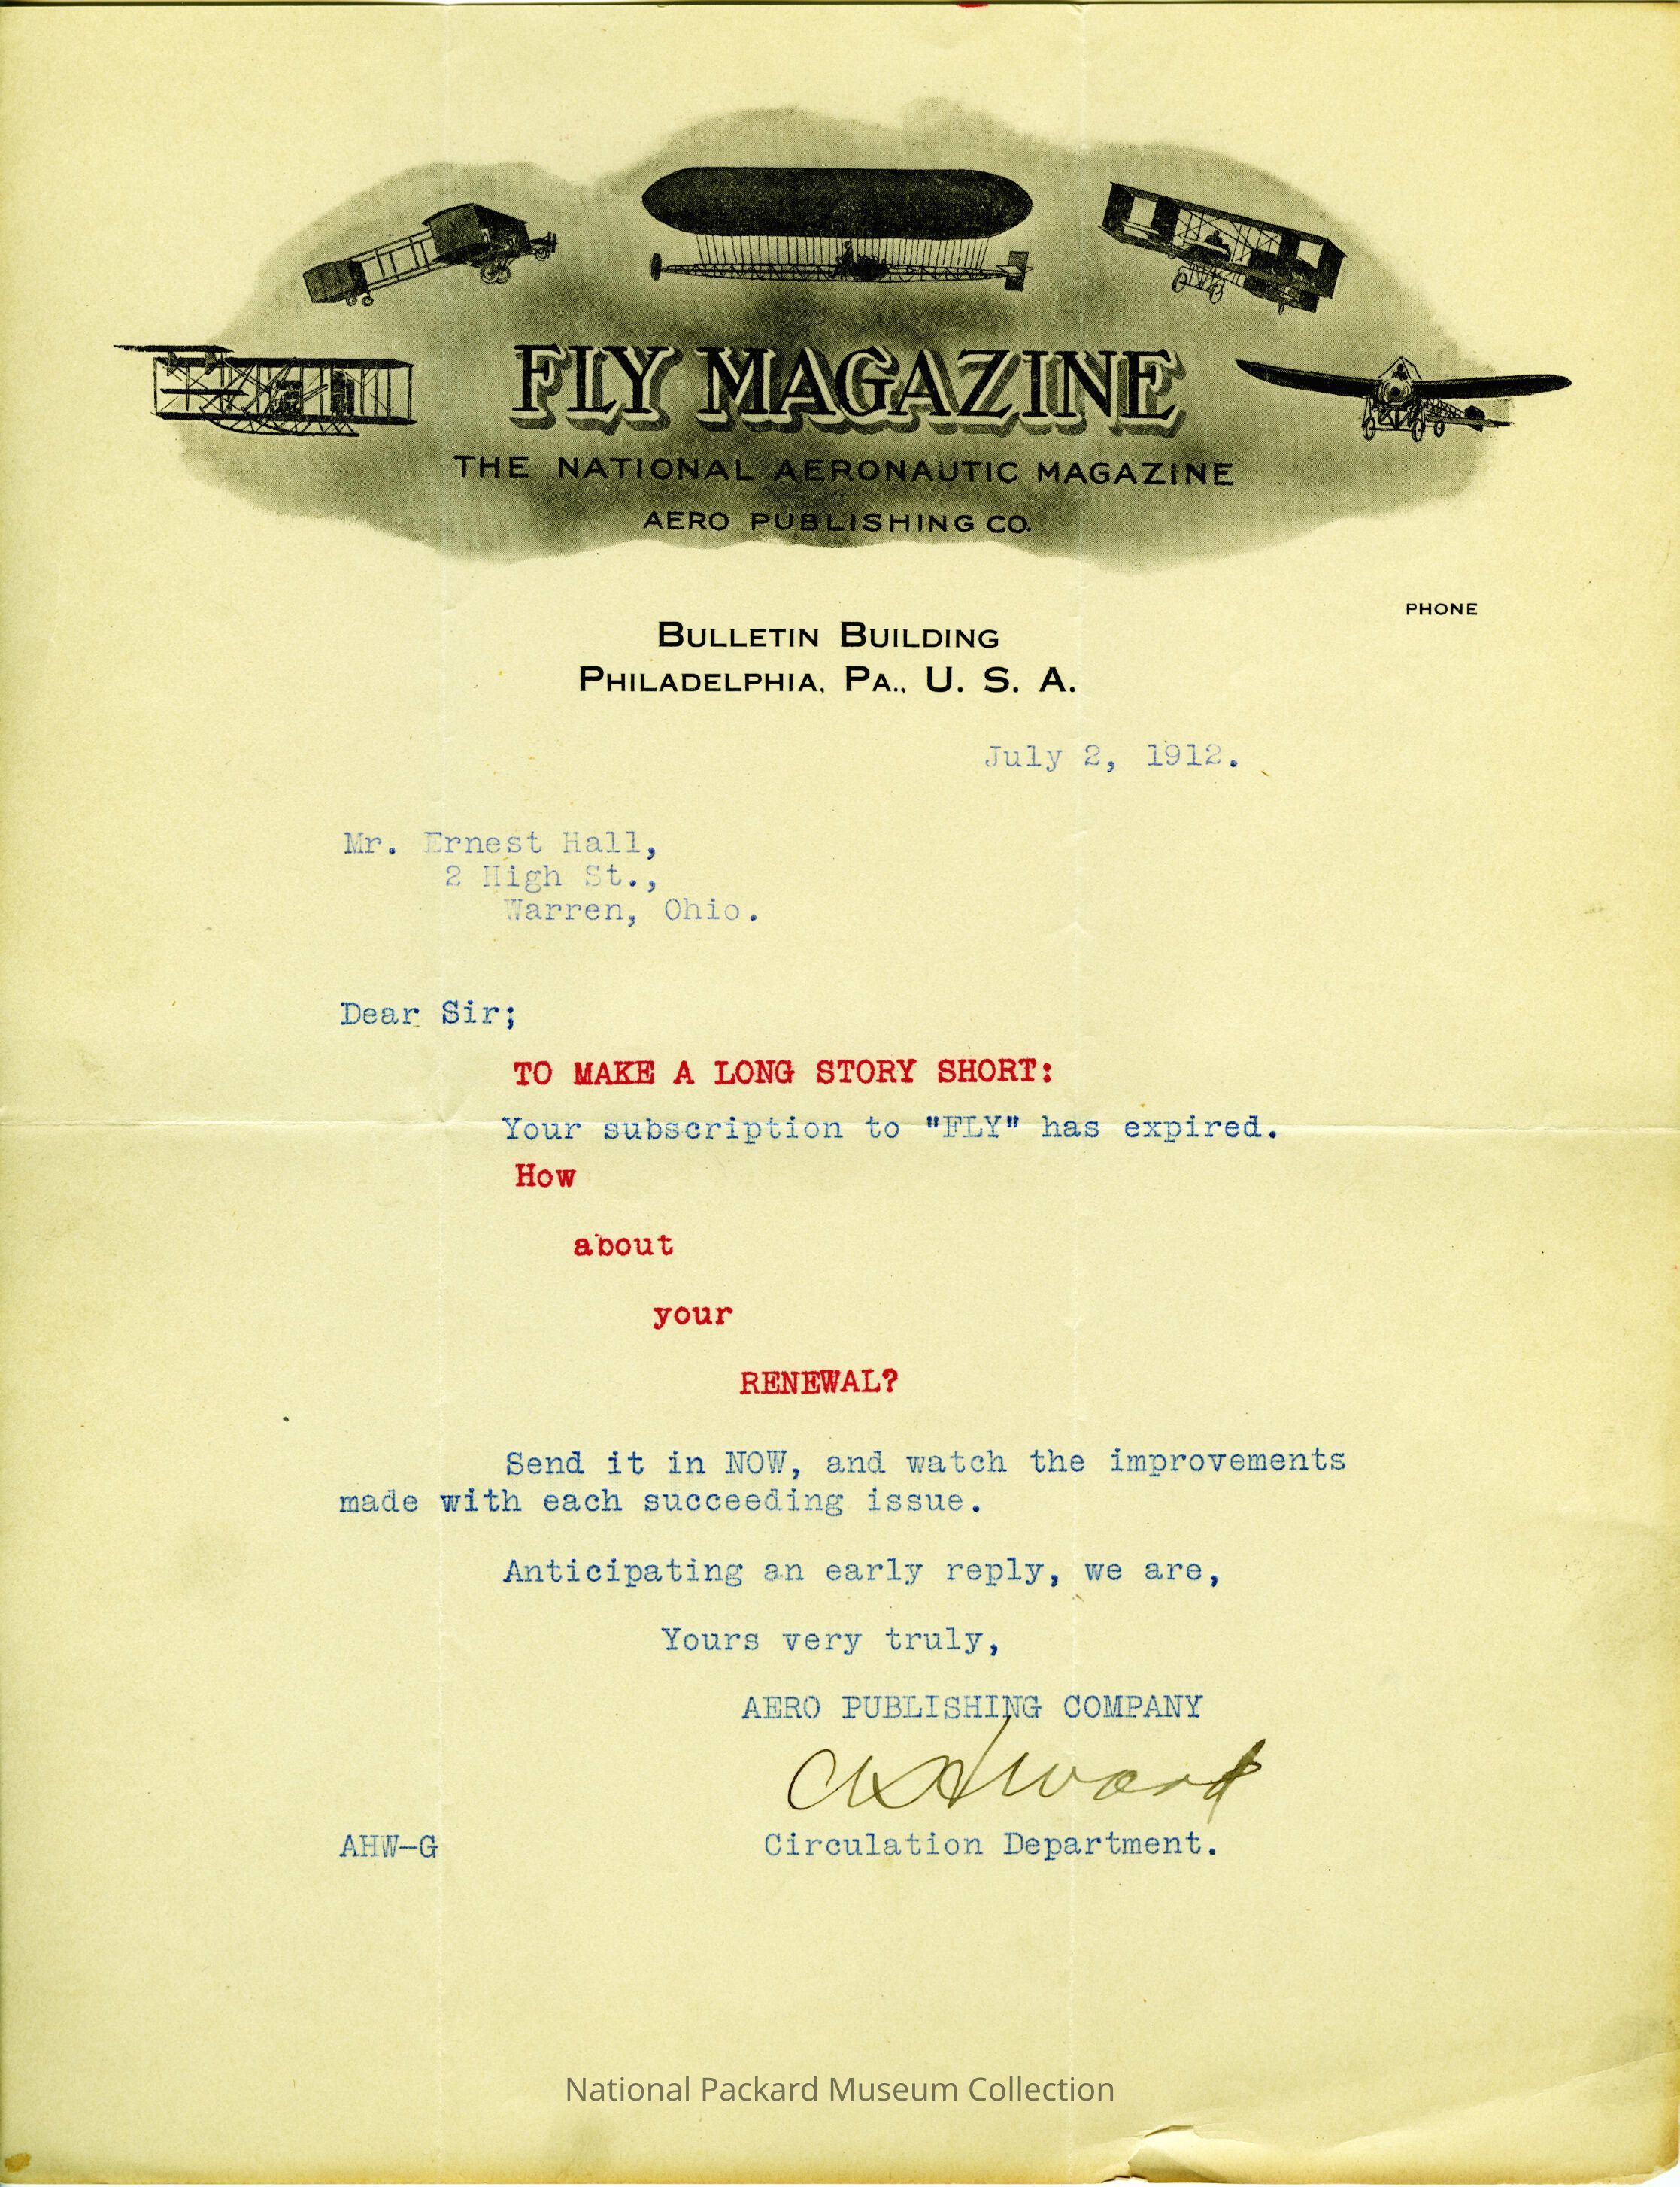 FLY MAGAZINE
THE NATIONAL AERONAUTIC MAGAZINE
AERO PUBLISHING CO.
PHONE
BULLETIN BUILDING
PHILADELPHIA, PA., U. S. A.
July 2, 1912.
Mr. Ernest Hall,
2 High St.,
Warren, Ohio.
Dear Sir;
TO MAKE A LONG STORY SHORT:
Your subscription to "FLY" has expired.
How
about
your
RENEWAL?
Send it in NOW, and watch the improvements
made with each succeeding issue.
Anticipating an early reply, we are,
Yours very truly,
AERO PUBLISHING COMPANY
Ward
AHW-G Circulation Department.
National Packard Museum Collection